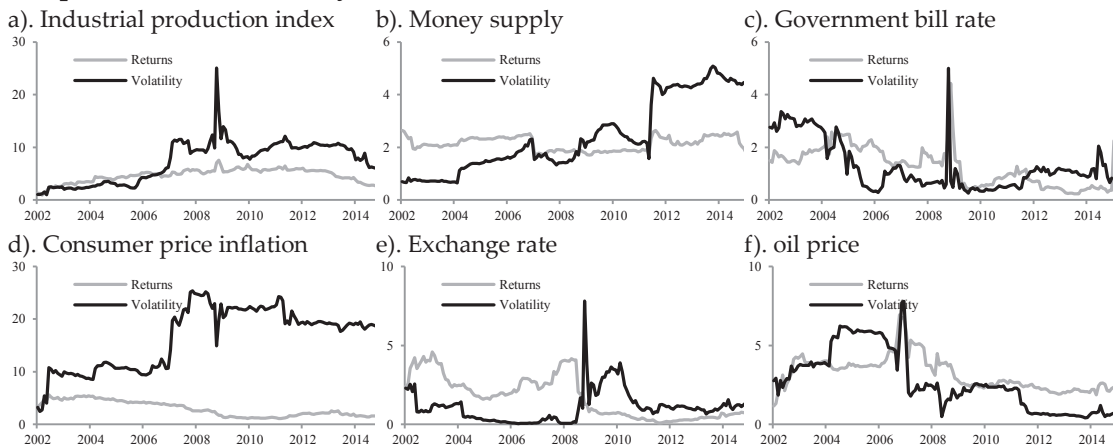 a). Industrial production index
b). Money supply
c). Government bill rate
30
20
10
0
Returns
Volatility
2002 2004 2006 2008 2010 2012 2014
6
4
2
0
Returns
Volatility
2002 2004 2006 2008 2010 2012 2014
6
4
2
0
Returns
Volatility
2002 2004 2006 2008 2010 2012 2014
d). Consumer price inflation
e). Exchange rate
f). oil price
30
20
10
0
Returns
Volatility
2002 2004 2006 2008 2010 2012 2014
10
5
0
Returns
Volatility
2002 2004 2006 2008 2010 2012 2014
10
5
0
Returns
Volatility
2002 2004 2006 2008 2010 2012 2014